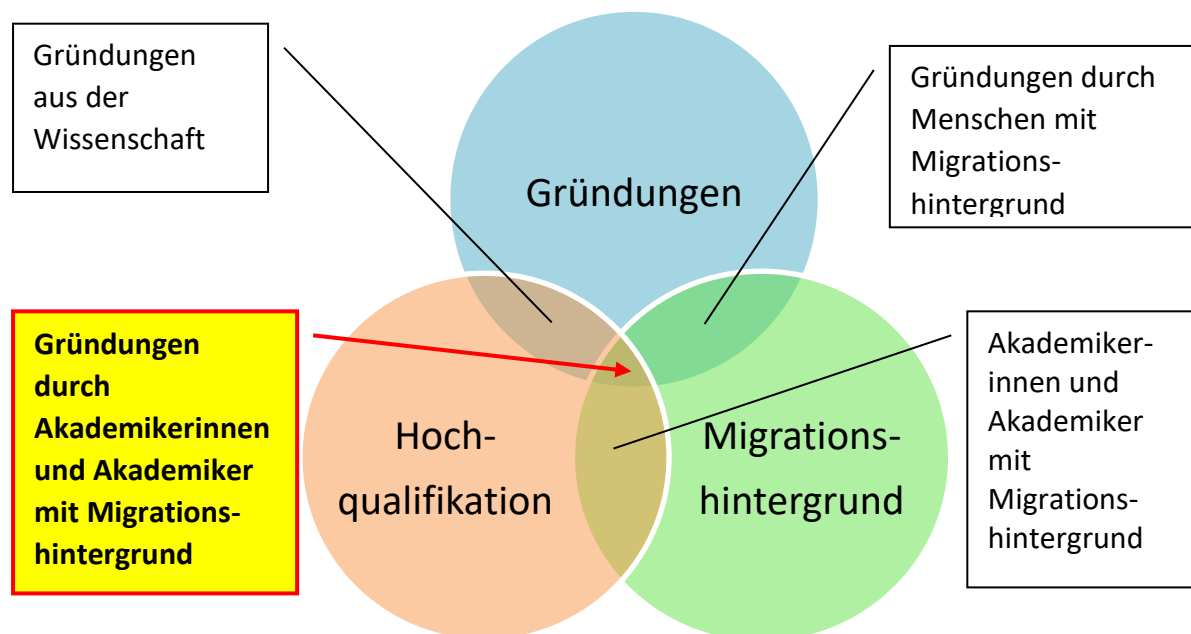 Gründungen
aus der
Wissenschaft
Gründungen durch
Menschen mit
Migrations-
hintergrund
Gründungen
Gründungen
durch
Akademikerinnen
und Akademiker
mit Migrations-
hintergrund
Hoch-
qualifikation
Migrations-
hintergrund
Akademiker-
innen und
Akademiker
mit
Migrations-
hintergrund